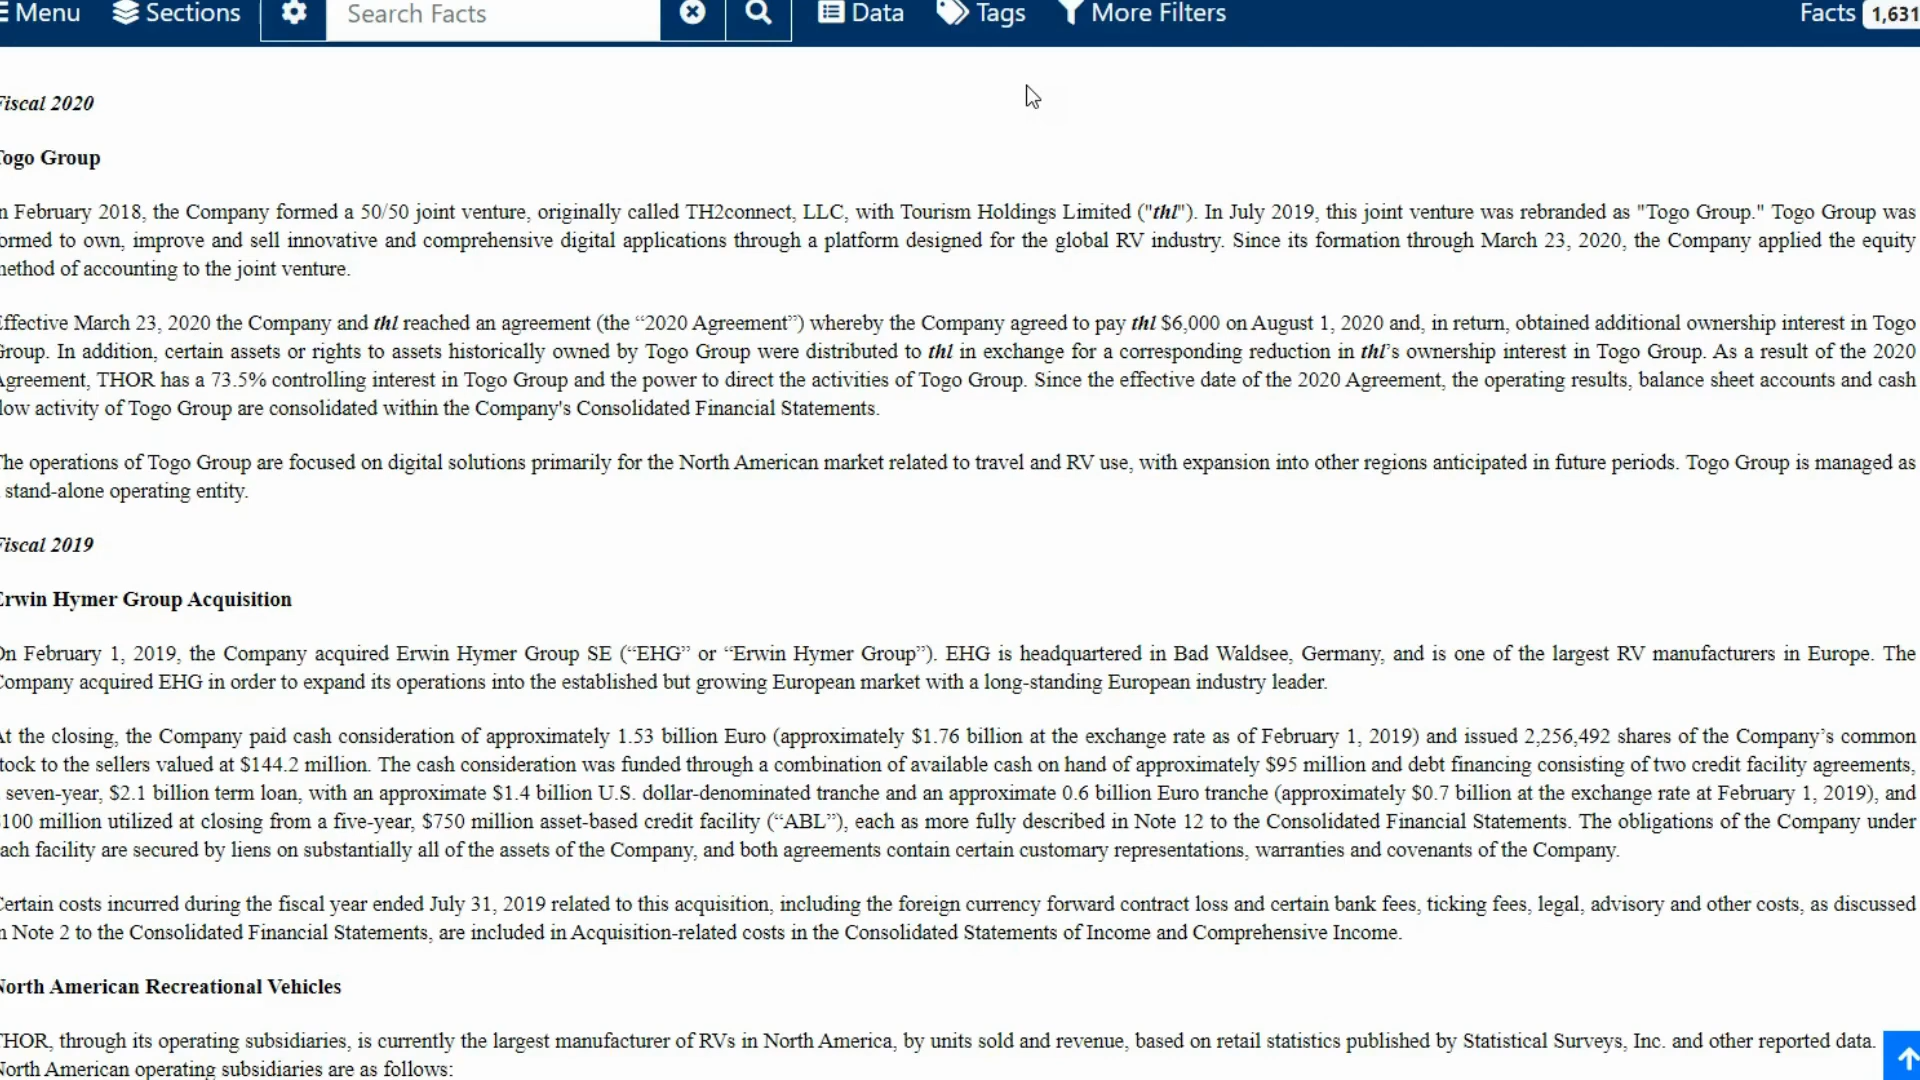 Menu Sections Search Facts Data Tags More Filters Facts 1,631
Fiscal 2020
Togo Group
n February 2018, the Company formed a 50/50 joint venture, originally called TH2connect, LLC, with Tourism Holdings Limited ("thl"). In July 2019, this joint venture was rebranded as "Togo Group." Togo Group was
ormed to own, improve and sell innovative and comprehensive digital applications through a platform designed for the global RV industry. Since its formation through March 23, 2020, the Company applied the equity
nethod of accounting to the joint venture.
Effective March 23, 2020 the Company and thl reached an agreement (the “2020 Agreement”) whereby the Company agreed to pay thl $6,000 on August 1, 2020 and, in return, obtained additional ownership interest in Togo
Group. In addition, certain assets or rights to assets historically owned by Togo Group were distributed to thl in exchange for a corresponding reduction in thl’s ownership interest in Togo Group. As a result of the 2020
Agreement, THOR has a 73.5% controlling interest in Togo Group and the power to direct the activities of Togo Group. Since the effective date of the 2020 Agreement, the operating results, balance sheet accounts and cash
low activity of Togo Group are consolidated within the Company's Consolidated Financial Statements.
The operations of Togo Group are focused on digital solutions primarily for the North American market related to travel and RV use, with expansion into other regions anticipated in future periods. Togo Group is managed as
stand-alone operating entity.
Fiscal 2019
Erwin Hymer Group Acquisition
On February 1, 2019, the Company acquired Erwin Hymer Group SE (“EHG” or “Erwin Hymer Group”). EHG is headquartered in Bad Waldsee, Germany, and is one of the largest RV manufacturers in Europe. The
Company acquired EHG in order to expand its operations into the established but growing European market with a long-standing European industry leader.
At the closing, the Company paid cash consideration of approximately 1.53 billion Euro (approximately $1.76 billion at the exchange rate as of February 1, 2019) and issued 2,256,492 shares of the Company’s common
tock to the sellers valued at $144.2 million. The cash consideration was funded through a combination of available cash on hand of approximately $95 million and debt financing consisting of two credit facility agreements,
seven-year, $2.1 billion term loan, with an approximate $1.4 billion U.S. dollar-denominated tranche and an approximate 0.6 billion Euro tranche (approximately $0.7 billion at the exchange rate at February 1, 2019), and
$100 million utilized at closing from a five-year, $750 million asset-based credit facility (“ABL”), each as more fully described in Note 12 to the Consolidated Financial Statements. The obligations of the Company under
ach facility are secured by liens on substantially all of the assets of the Company, and both agreements contain certain customary representations, warranties and covenants of the Company.
Certain costs incurred during the fiscal year ended July 31, 2019 related to this acquisition, including the foreign currency forward contract loss and certain bank fees, ticking fees, legal, advisory and other costs, as discussed
n Note 2 to the Consolidated Financial Statements, are included in Acquisition-related costs in the Consolidated Statements of Income and Comprehensive Income.
North American Recreational Vehicles
THOR, through its operating subsidiaries, is currently the largest manufacturer of RVs in North America, by units sold and revenue, based on retail statistics published by Statistical Surveys, Inc. and other reported data.
North American operating subsidiaries are as follows: